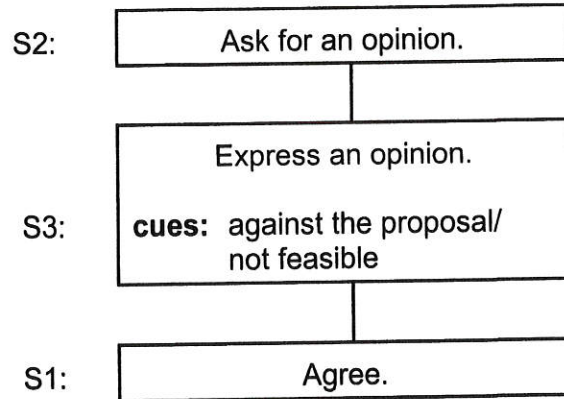 S2: Ask for an opinion.
Express an opinion.
S3: cues: against the proposal/
not feasible
S1: Agree.